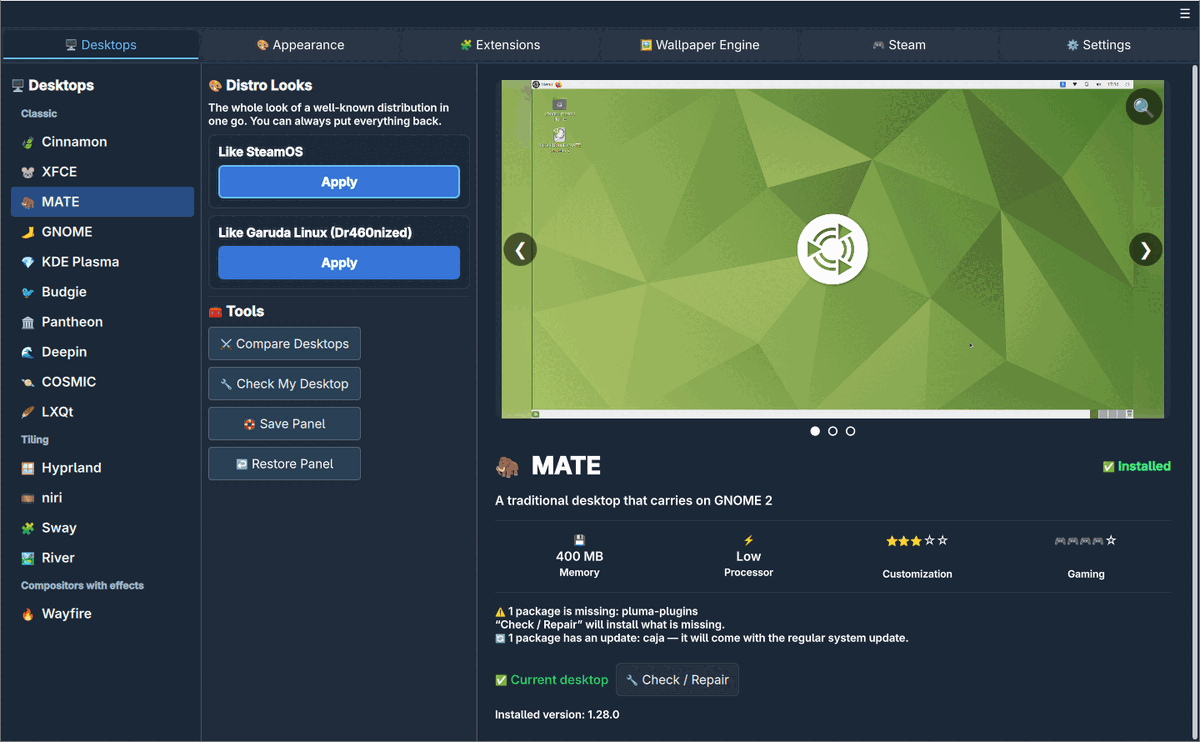 Desktops
Appearance
Extensions
Wallpaper Engine
Steam
Settings
Desktops
Classic
Cinnamon
XFCE
MATE
GNOME
KDE Plasma
Budgie
Pantheon
Deepin
COSMIC
LXQt
Tiling
Hyprland
niri
Sway
River
Compositors with effects
Wayfire
Distro Looks
The whole look of a well-known distribution in
one go. You can always put everything back.
Like SteamOS
Apply
Like Garuda Linux (Dr460nized)
Apply
Tools
Compare Desktops
Check My Desktop
Save Panel
Restore Panel
MATE
Installed
A traditional desktop that carries on GNOME 2
400 MB
Memory
Low
Processor
Customization
Gaming
1 package is missing: pluma-plugins
“Check / Repair” will install what is missing.
1 package has an update: caja — it will come with the regular system update.
Current desktop
Check / Repair
Installed version: 1.28.0